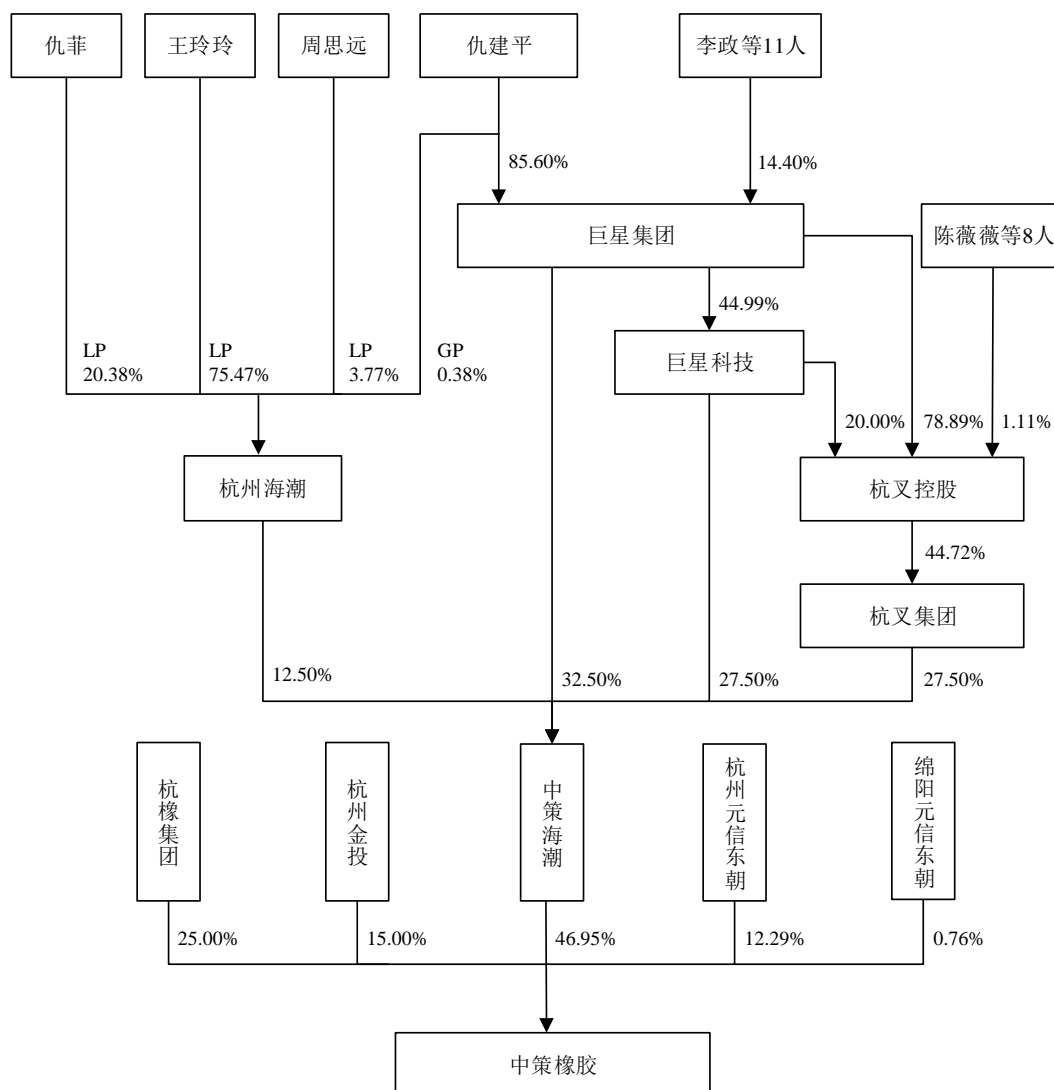 仇菲
王玲玲
周思远
仇建平
李政等11人
85.60%
14.40%
巨星集团
陈薇薇等8人
44.99%
巨星科技
LP
20.38%
LP
75.47%
LP
3.77%
GP
0.38%
20.00%
78.89%
1.11%
杭州海潮
杭叉控股
44.72%
杭叉集团
12.50%
32.50%
27.50%
27.50%
杭橡集团
杭州金投
中策海潮
杭州元信东朝
绵阳元信东朝
25.00%
15.00%
46.95%
12.29%
0.76%
中策橡胶